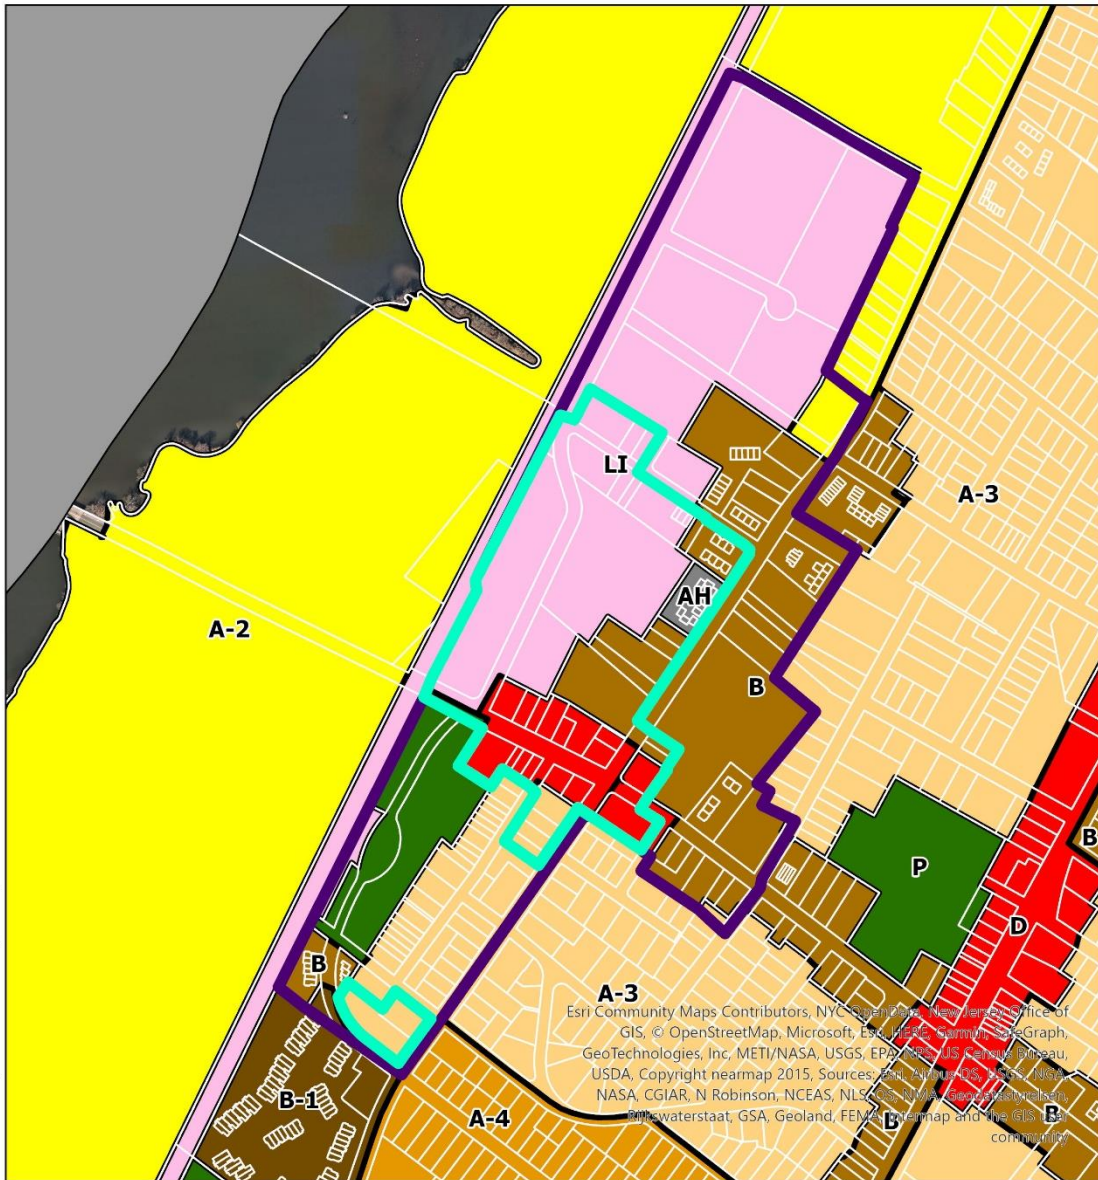 LI
A-3
AH
A-2
B
P
B
D
B
A-3
Esri Community Maps Contributors, NYC OpenData, New Jersey Office of
GIS, © OpenStreetMap, Microsoft, Esri, HERE, Garmin, SafeGraph,
GeoTechnologies, Inc, METI/NASA, USGS, EPA, NPS, US Census Bureau,
USDA, Copyright nearmap 2015, Sources: Esri, Airbus DS, USGS, NGA,
NASA, CGIAR, N Robinson, NCEAS, NLS, OS, NMA, Geodatastyrelsen,
Rijkswaterstaat, GSA, Geoland, FEMA, Intermap and the GIS user
community
B-1
A-4
B
B